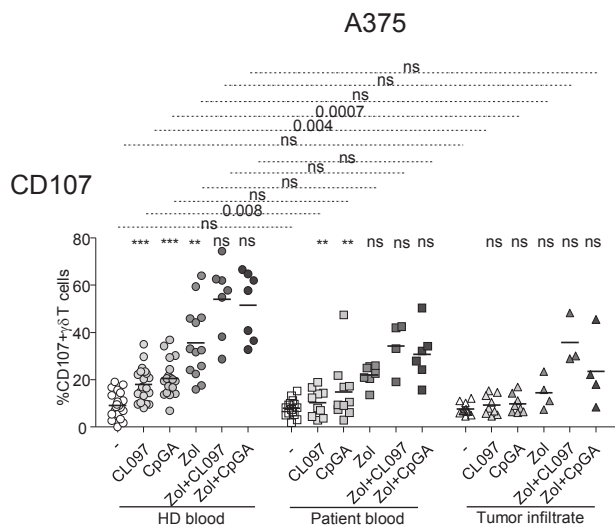 A375
ns
ns
ns
0.0007
0.004
ns
ns
ns
ns
ns
0.008
ns
CD107
%CD107+γδ T cells
80
60
40
20
0
*** *** ** ns ns
** ** ns ns ns
ns ns ns ns ns
- CL097 CpGA Zol Zol+CL097 Zol+CpGA
- CL097 CpGA Zol Zol+CL097 Zol+CpGA
- CL097 CpGA Zol Zol+CL097 Zol+CpGA
HD blood Patient blood Tumor infiltrate